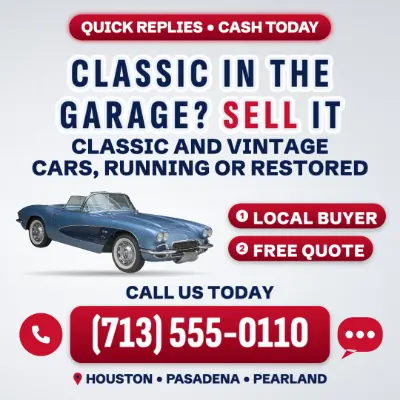 QUICK REPLIES • CASH TODAY
CLASSIC IN THE
GARAGE? SELL IT
CLASSIC AND VINTAGE
CARS, RUNNING OR RESTORED
1 LOCAL BUYER
2 FREE QUOTE
CALL US TODAY
(713) 555-0110
HOUSTON • PASADENA • PEARLAND